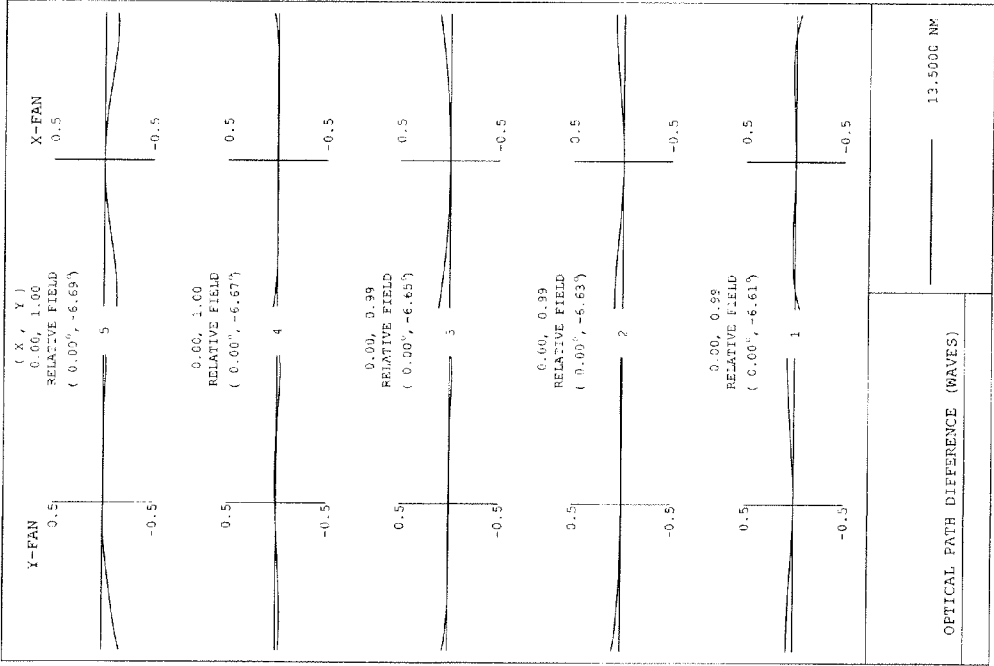 ( X , Y )
Y-FAN
0.00, 1.00
X-FAN
RELATIVE FIELD
0.5
( 0.00°, -6.69°)
0.5
5
-0.5
-0.5
0.00, 1.00
RELATIVE FIELD
( 0.00°, -6.67°)
0.5
0.5
4
-0.5
-0.5
0.00, 0.99
RELATIVE FIELD
( 0.00°, -6.65°)
0.5
0.5
3
-0.5
-0.5
0.00, 0.99
RELATIVE FIELD
( 0.00°, -6.63°)
0.5
0.5
2
-0.5
-0.5
0.00, 0.99
RELATIVE FIELD
( 0.00°, -6.61°)
0.5
0.5
1
-0.5
-0.5
OPTICAL PATH DIFFERENCE (WAVES)
13.5000 NM